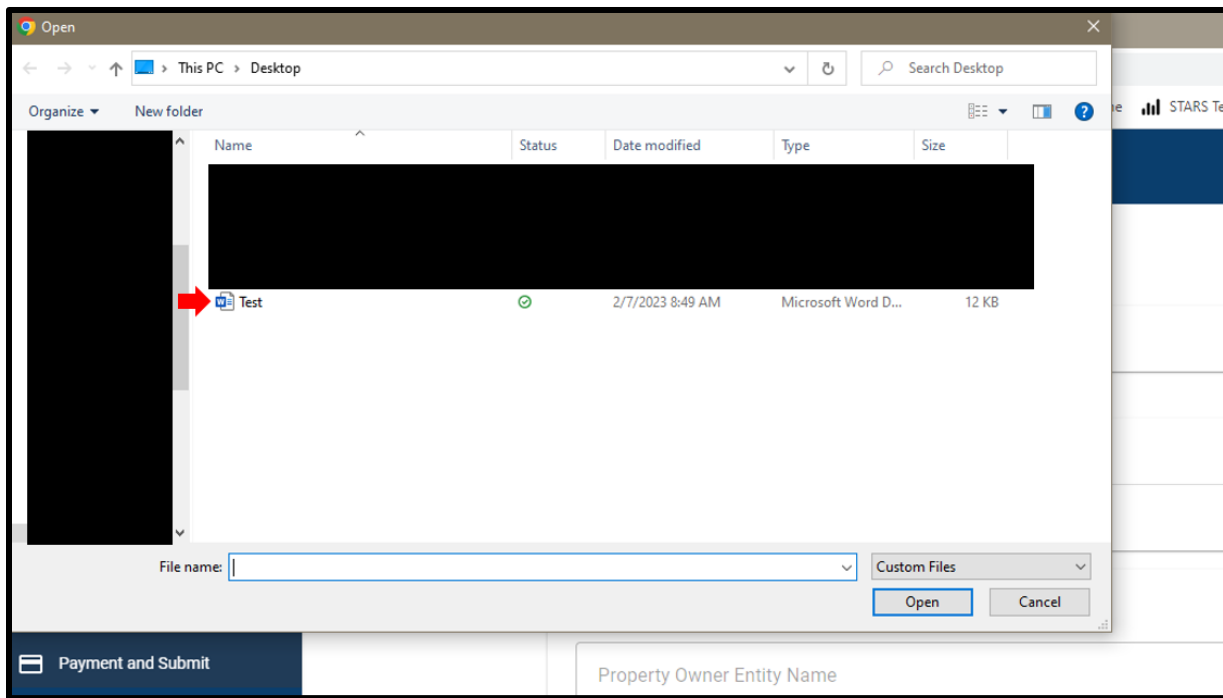 Open
This PC > Desktop
Search Desktop
Organize
New folder
STARS Te
Name
Status
Date modified
Type
Size
Test
2/7/2023 8:49 AM
Microsoft Word D...
12 KB
File name:
Custom Files
Open
Cancel
Payment and Submit
Property Owner Entity Name